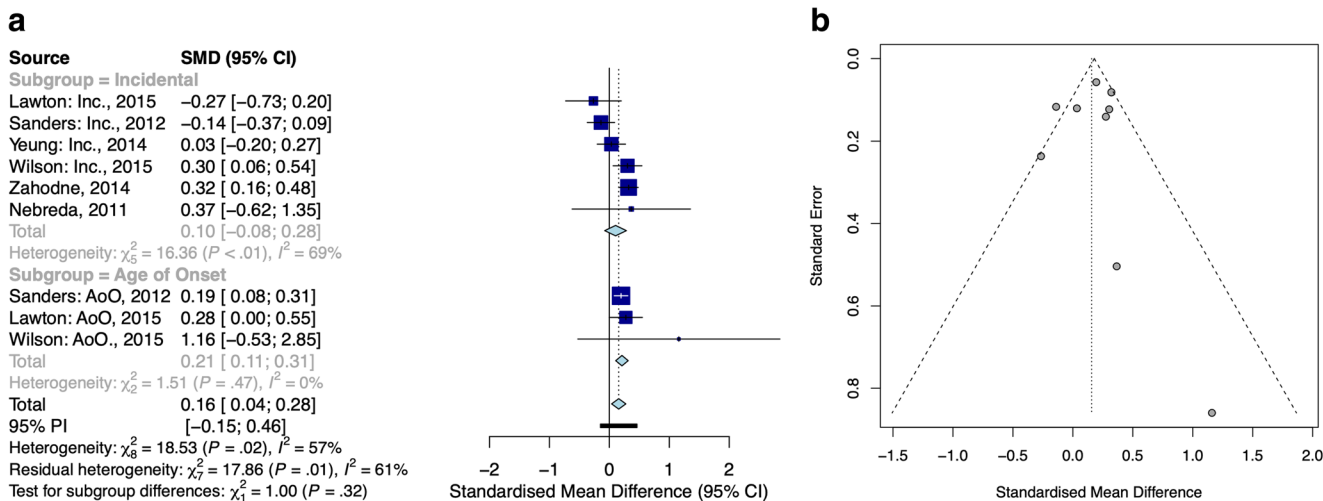 a
Source SMD (95% CI)
Subgroup = Incidental
Lawton: Inc., 2015 −0.27 [−0.73; 0.20]
Sanders: Inc., 2012 −0.14 [−0.37; 0.09]
Yeung: Inc., 2014 0.03 [−0.20; 0.27]
Wilson: Inc., 2015 0.30 [ 0.06; 0.54]
Zahodne, 2014 0.32 [ 0.16; 0.48]
Nebreda, 2011 0.37 [−0.62; 1.35]
Total 0.10 [−0.08; 0.28]
Heterogeneity: χ²₅ = 16.36 (P < .01), I² = 69%
Subgroup = Age of Onset
Sanders: AoO, 2012 0.19 [ 0.08; 0.31]
Lawton: AoO, 2015 0.28 [ 0.00; 0.55]
Wilson: AoO., 2015 1.16 [−0.53; 2.85]
Total 0.21 [ 0.11; 0.31]
Heterogeneity: χ²₂ = 1.51 (P = .47), I² = 0%
Total 0.16 [ 0.04; 0.28]
95% PI [−0.15; 0.46]
Heterogeneity: χ²₈ = 18.53 (P = .02), I² = 57%
Residual heterogeneity: χ²₇ = 17.86 (P = .01), I² = 61%
Test for subgroup differences: χ²₁ = 1.00 (P = .32)
−2 −1 0 1 2
Standardised Mean Difference (95% CI)
b
Standard Error
0.0
0.2
0.4
0.6
0.8
−1.5 −1.0 −0.5 0.0 0.5 1.0 1.5 2.0
Standardised Mean Difference